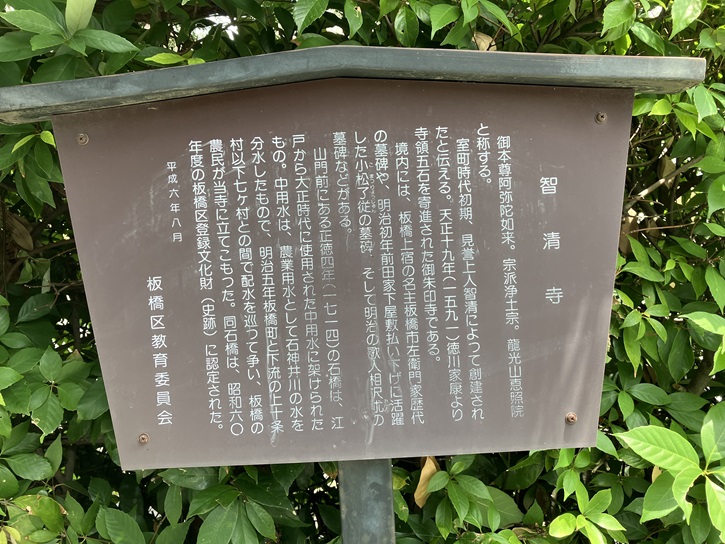 智清寺
御本尊阿弥陀如来。宗派浄土宗。龍光山恵照院
と称する。
室町時代初期、見誉上人智清によって創建され
たと伝える。天正十九年(一五九一)徳川家康より
寺領五石を寄進された御朱印寺である。
境内には、板橋上宿の名主板橋市左衛門家歴代
の墓碑や、明治初年前田家下屋敷払い下げに活躍
した小松了従の墓碑、そして明治の歌人相沢朮の
墓碑などがある。
山門前にある正徳四年(一七一四)の石橋は、江
戸から大正時代に使用された中用水に架けられた
もの。中用水は、農業用水として石神井川の水を
分水したもので、明治五年板橋町と下流の上十条
村以下七ヶ村との間で配水を巡って争い、板橋の
農民が当寺に立てこもった。同石橋は、昭和六〇
年度の板橋区登録文化財(史跡)に認定された。
平成六年八月
板橋区教育委員会